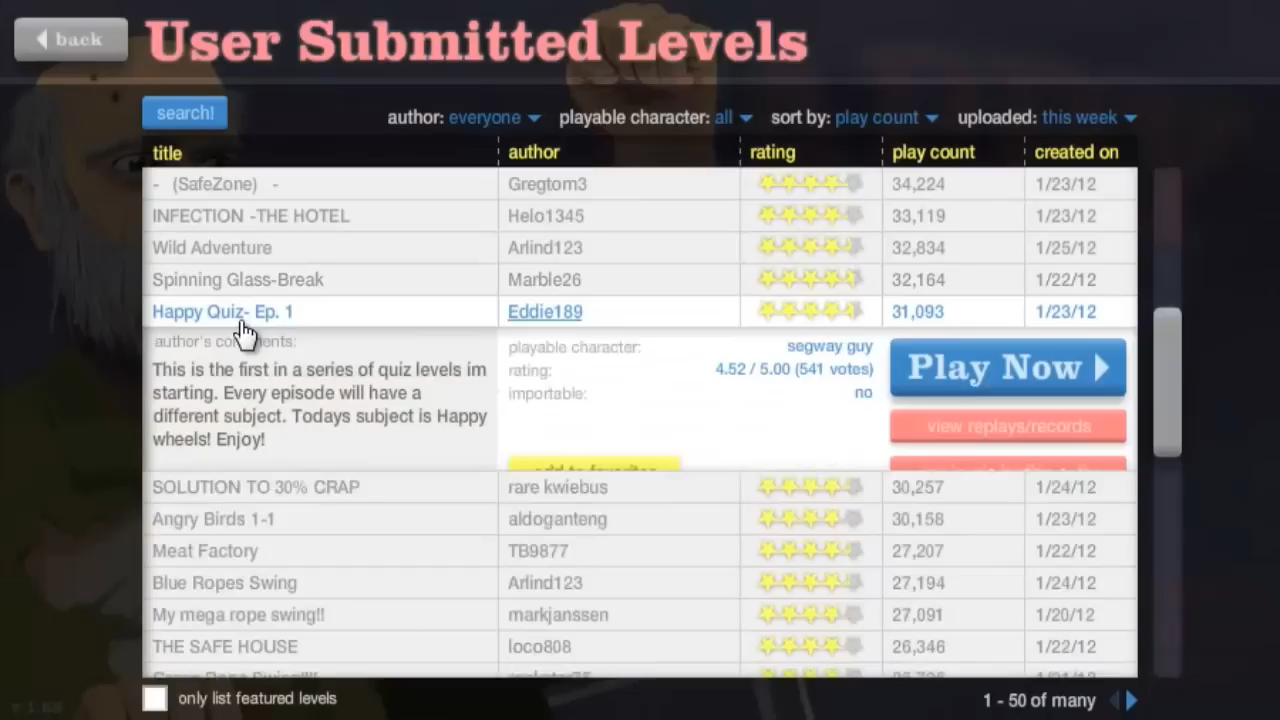 back
User Submitted Levels
search! author: everyone playable character: all sort by: play count uploaded: this week
title author rating play count created on
- (SafeZone) - Gregtom3 34,224 1/23/12
INFECTION -THE HOTEL Helo1345 33,119 1/23/12
Wild Adventure Arlind123 32,834 1/25/12
Spinning Glass-Break Marble26 32,164 1/22/12
Happy Quiz- Ep. 1 Eddie189 31,093 1/23/12
author's comments:
This is the first in a series of quiz levels im
starting. Every episode will have a
different subject. Todays subject is Happy
wheels! Enjoy!
playable character: segway guy
rating: 4.52 / 5.00 (541 votes)
importable: no
add to favorites
Play Now
view replays/records
SOLUTION TO 30% CRAP rare kwiebus 30,257 1/24/12
Angry Birds 1-1 aldoganteng 30,158 1/23/12
Meat Factory TB9877 27,207 1/22/12
Blue Ropes Swing Arlind123 27,194 1/24/12
My mega rope swing!! markjanssen 27,091 1/20/12
THE SAFE HOUSE loco808 26,346 1/22/12
only list featured levels 1 - 50 of many
v 1.68